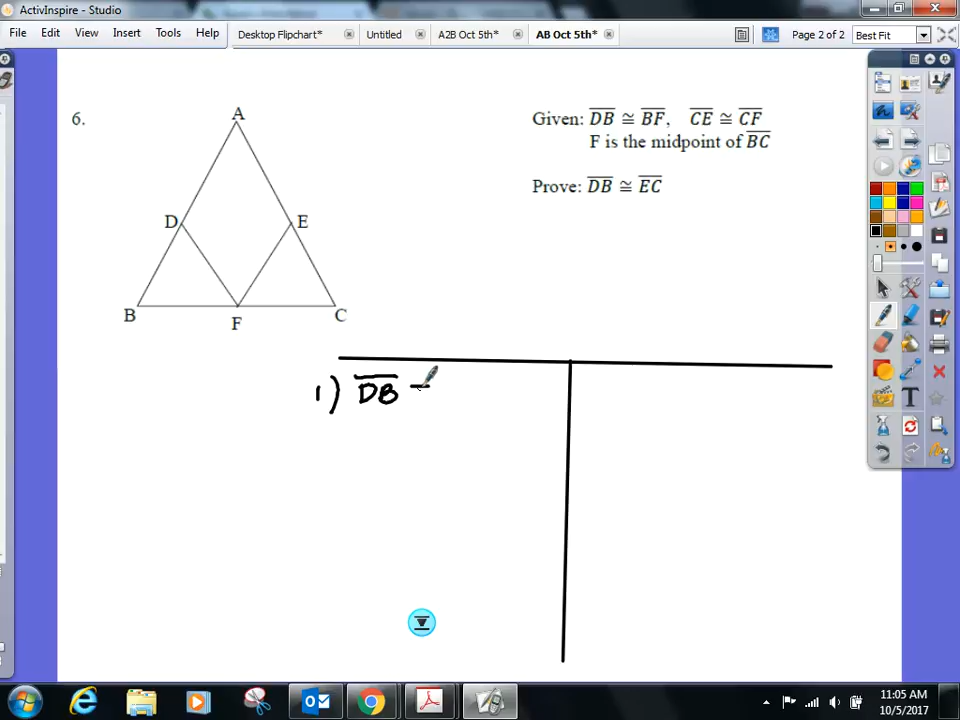 ActivInspire - Studio
File Edit View Insert Tools Help Desktop Flipchart* Untitled A2B Oct 5th* AB Oct 5th* Page 2 of 2 Best Fit
6.
A
D
E
B
F
C
Given: DB ≅ BF, CE ≅ CF
F is the midpoint of BC
Prove: DB ≅ EC
1) DB
11:05 AM
10/5/2017